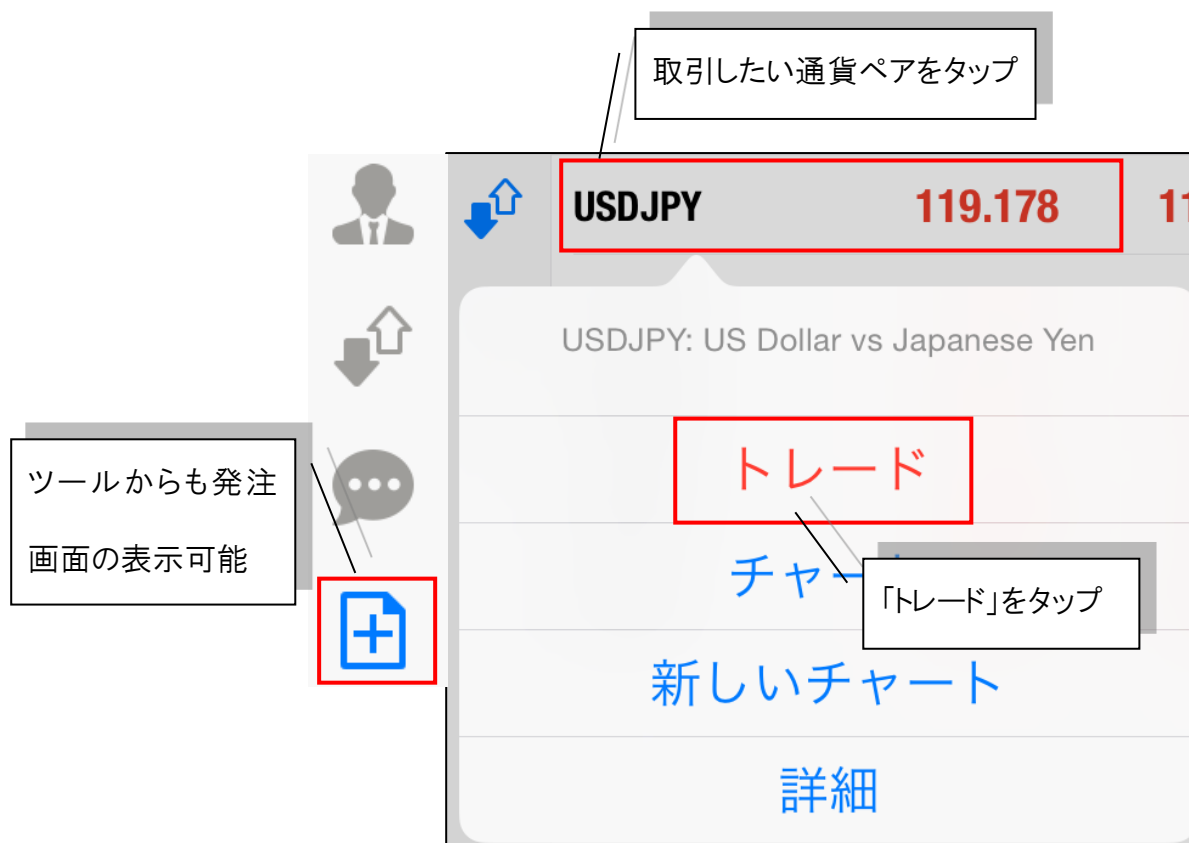 取引したい通貨ペアをタップ
USDJPY 119.178 11
USDJPY: US Dollar vs Japanese Yen
トレード
ツールからも発注
画面の表示可能
チャ
「トレード」をタップ
新しいチャート
詳細